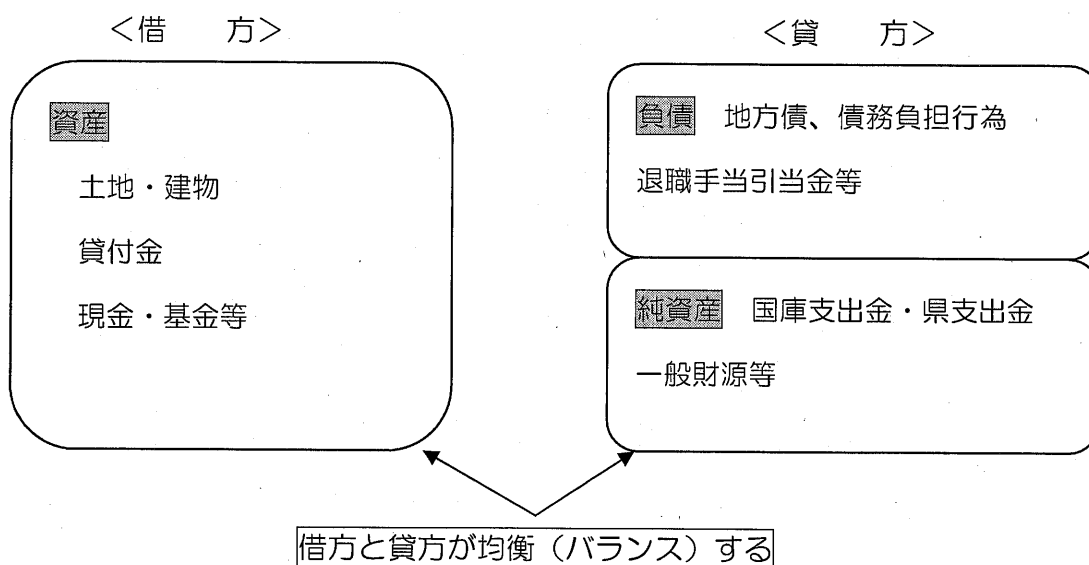 <借　　方>
資産
土地・建物
貸付金
現金・基金等
<貸　　方>
負債　地方債、債務負担行為
退職手当引当金等
純資産　国庫支出金・県支出金
一般財源等
借方と貸方が均衡（バランス）する